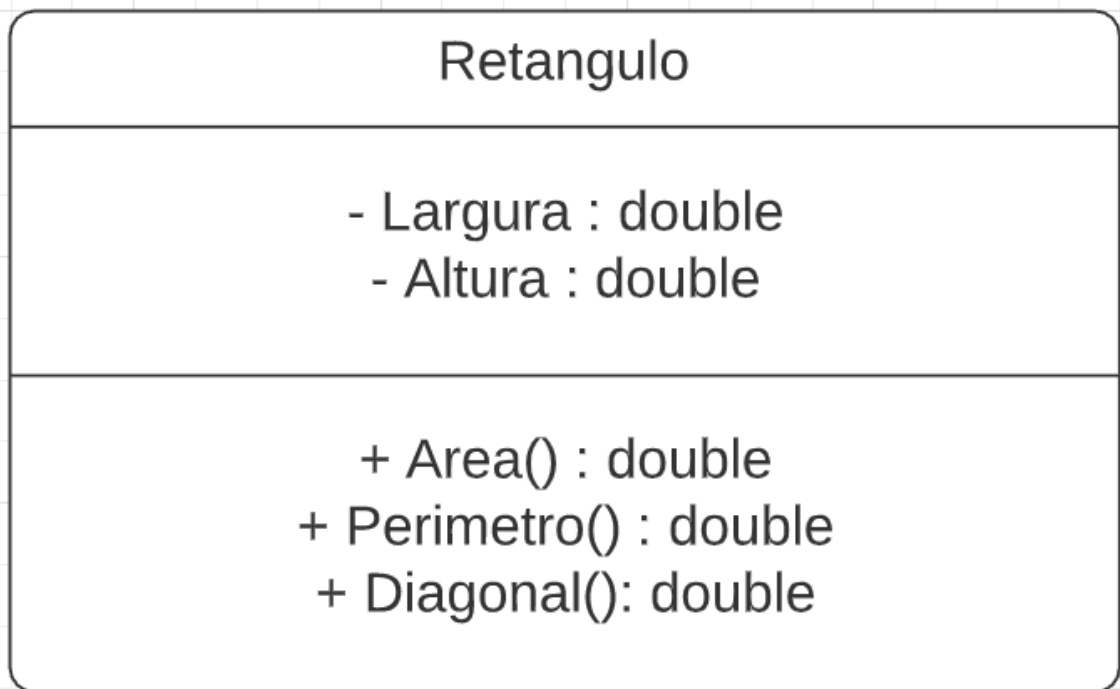 Retangulo
- Largura : double
- Altura : double
+ Area() : double
+ Perimetro() : double
+ Diagonal(): double